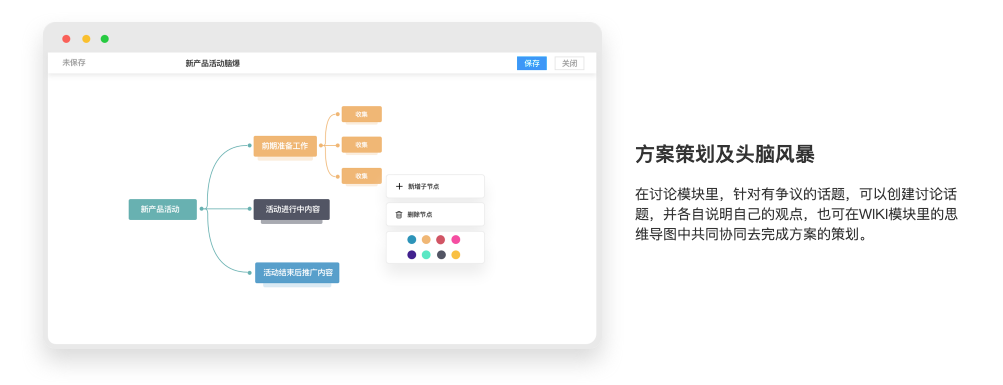 未保存
新产品活动脑爆
保存
关闭
收集
前期准备工作
收集
收集
新增子节点
新产品活动
活动进行中内容
删除节点
活动结束后推广内容
方案策划及头脑风暴
在讨论模块里，针对有争议的话题，可以创建讨论话
题，并各自说明自己的观点，也可在WIKI模块里的思
维导图中共同协同去完成方案的策划。